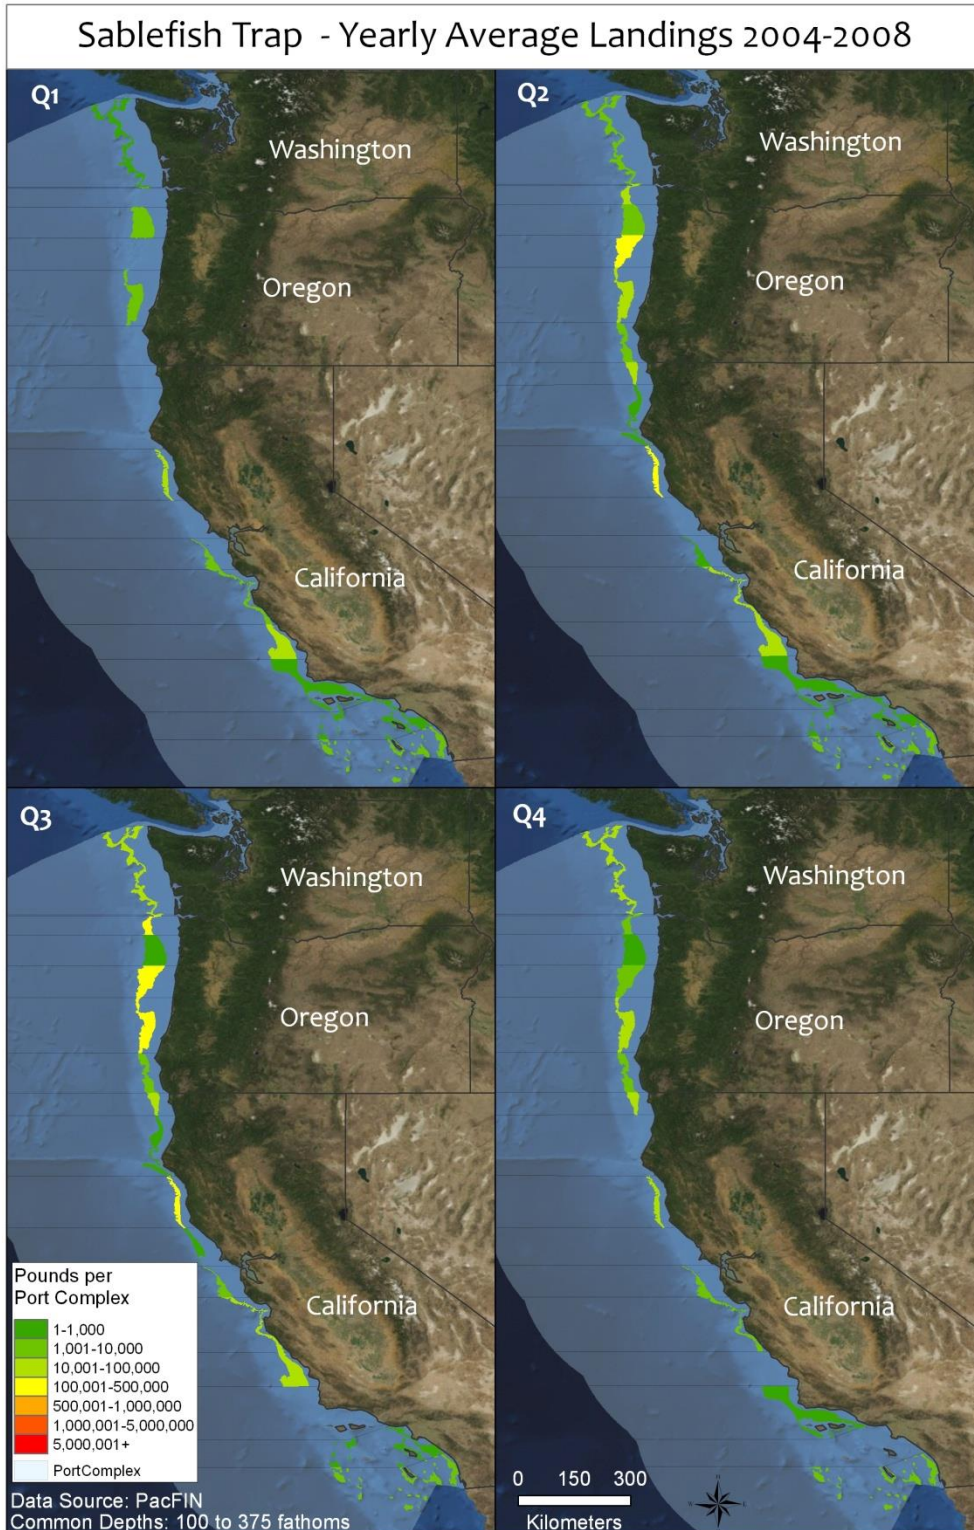 Sablefish Trap - Yearly Average Landings 2004-2008
Q1
Washington
Oregon
California
Q2
Washington
Oregon
California
Q3
Washington
Oregon
California
Pounds per
Port Complex
1-1,000
1,001-10,000
10,001-100,000
100,001-500,000
500,001-1,000,000
1,000,001-5,000,000
5,000,001+
PortComplex
Data Source: PacFIN
Common Depths: 100 to 375 fathoms
Q4
Washington
Oregon
California
0 150 300
Kilometers